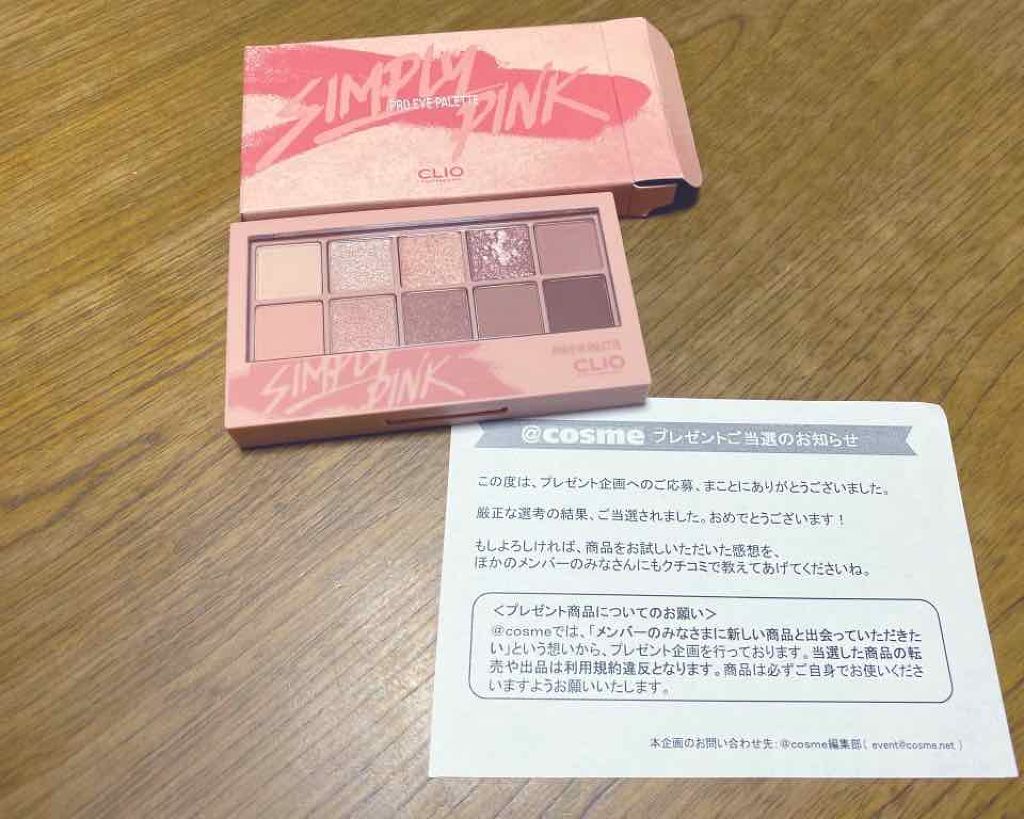 SIMPLY
PINK
PRO EYE PALETTE
CLIO
SIMPLY
PINK
PRO EYE PALETTE
CLIO
@cosme プレゼントご当選のお知らせ
この度は、プレゼント企画へのご応募、まことにありがとうございました。
厳正な選考の結果、ご当選されました。おめでとうございます！
もしよろしければ、商品をお試しいただいた感想を、
ほかのメンバーのみなさんにもクチコミで教えてあげてくださいね。
＜プレゼント商品についてのお願い＞
@cosmeでは、「メンバーのみなさまに新しい商品と出会っていただきた
い」という想いから、プレゼント企画を行っております。当選した商品の転
売や出品は利用規約違反となります。商品は必ずご自身でお使いくださ
いますようお願いいたします。
本企画のお問い合わせ先：@cosme編集部( event@cosme.net )